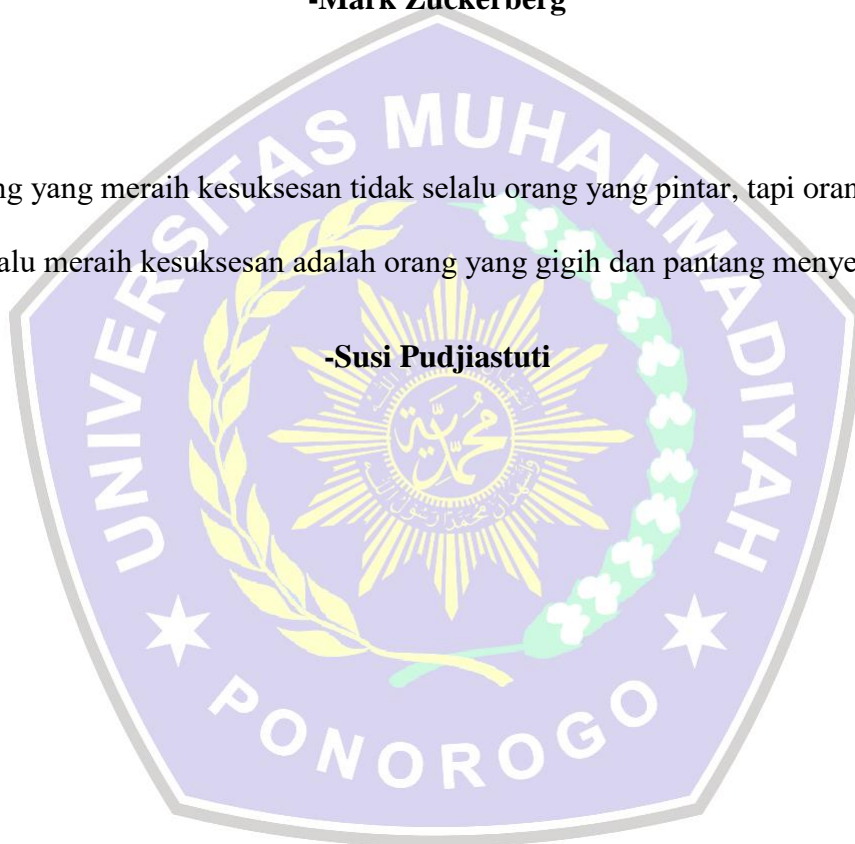 -Mark Zuckerberg
ng yang meraih kesuksesan tidak selalu orang yang pintar, tapi oran
alu meraih kesuksesan adalah orang yang gigih dan pantang menye
-Susi Pudjiastuti
UNIVERSITAS MUHAMMADIYAH
محمدية
PONOROGO